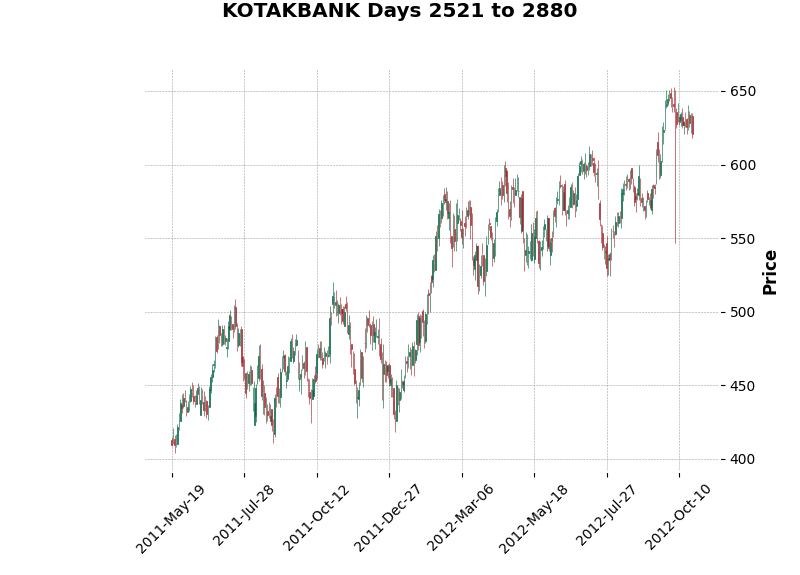 KOTAKBANK Days 2521 to 2880
650
600
550
500
450
400
Price
2011-May-19
2011-Jul-28
2011-Oct-12
2011-Dec-27
2012-Mar-06
2012-May-18
2012-Jul-27
2012-Oct-10